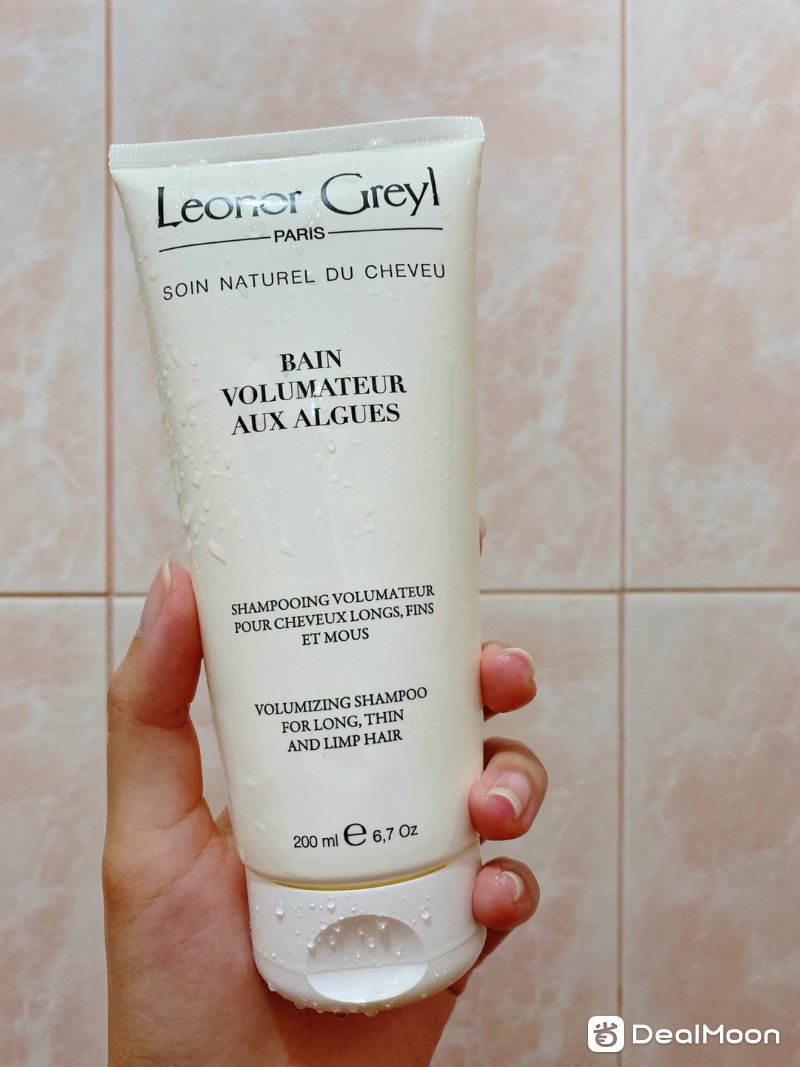 Leonor Greyl
PARIS
SOIN NATUREL DU CHEVEU
BAIN
VOLUMATEUR
AUX ALGUES
SHAMPOOING VOLUMATEUR
POUR CHEVEUX LONGS, FINS
ET MOUS
VOLUMIZING SHAMPOO
FOR LONG, THIN
AND LIMP HAIR
200 ml ℮ 6,7 Oz
DealMoon